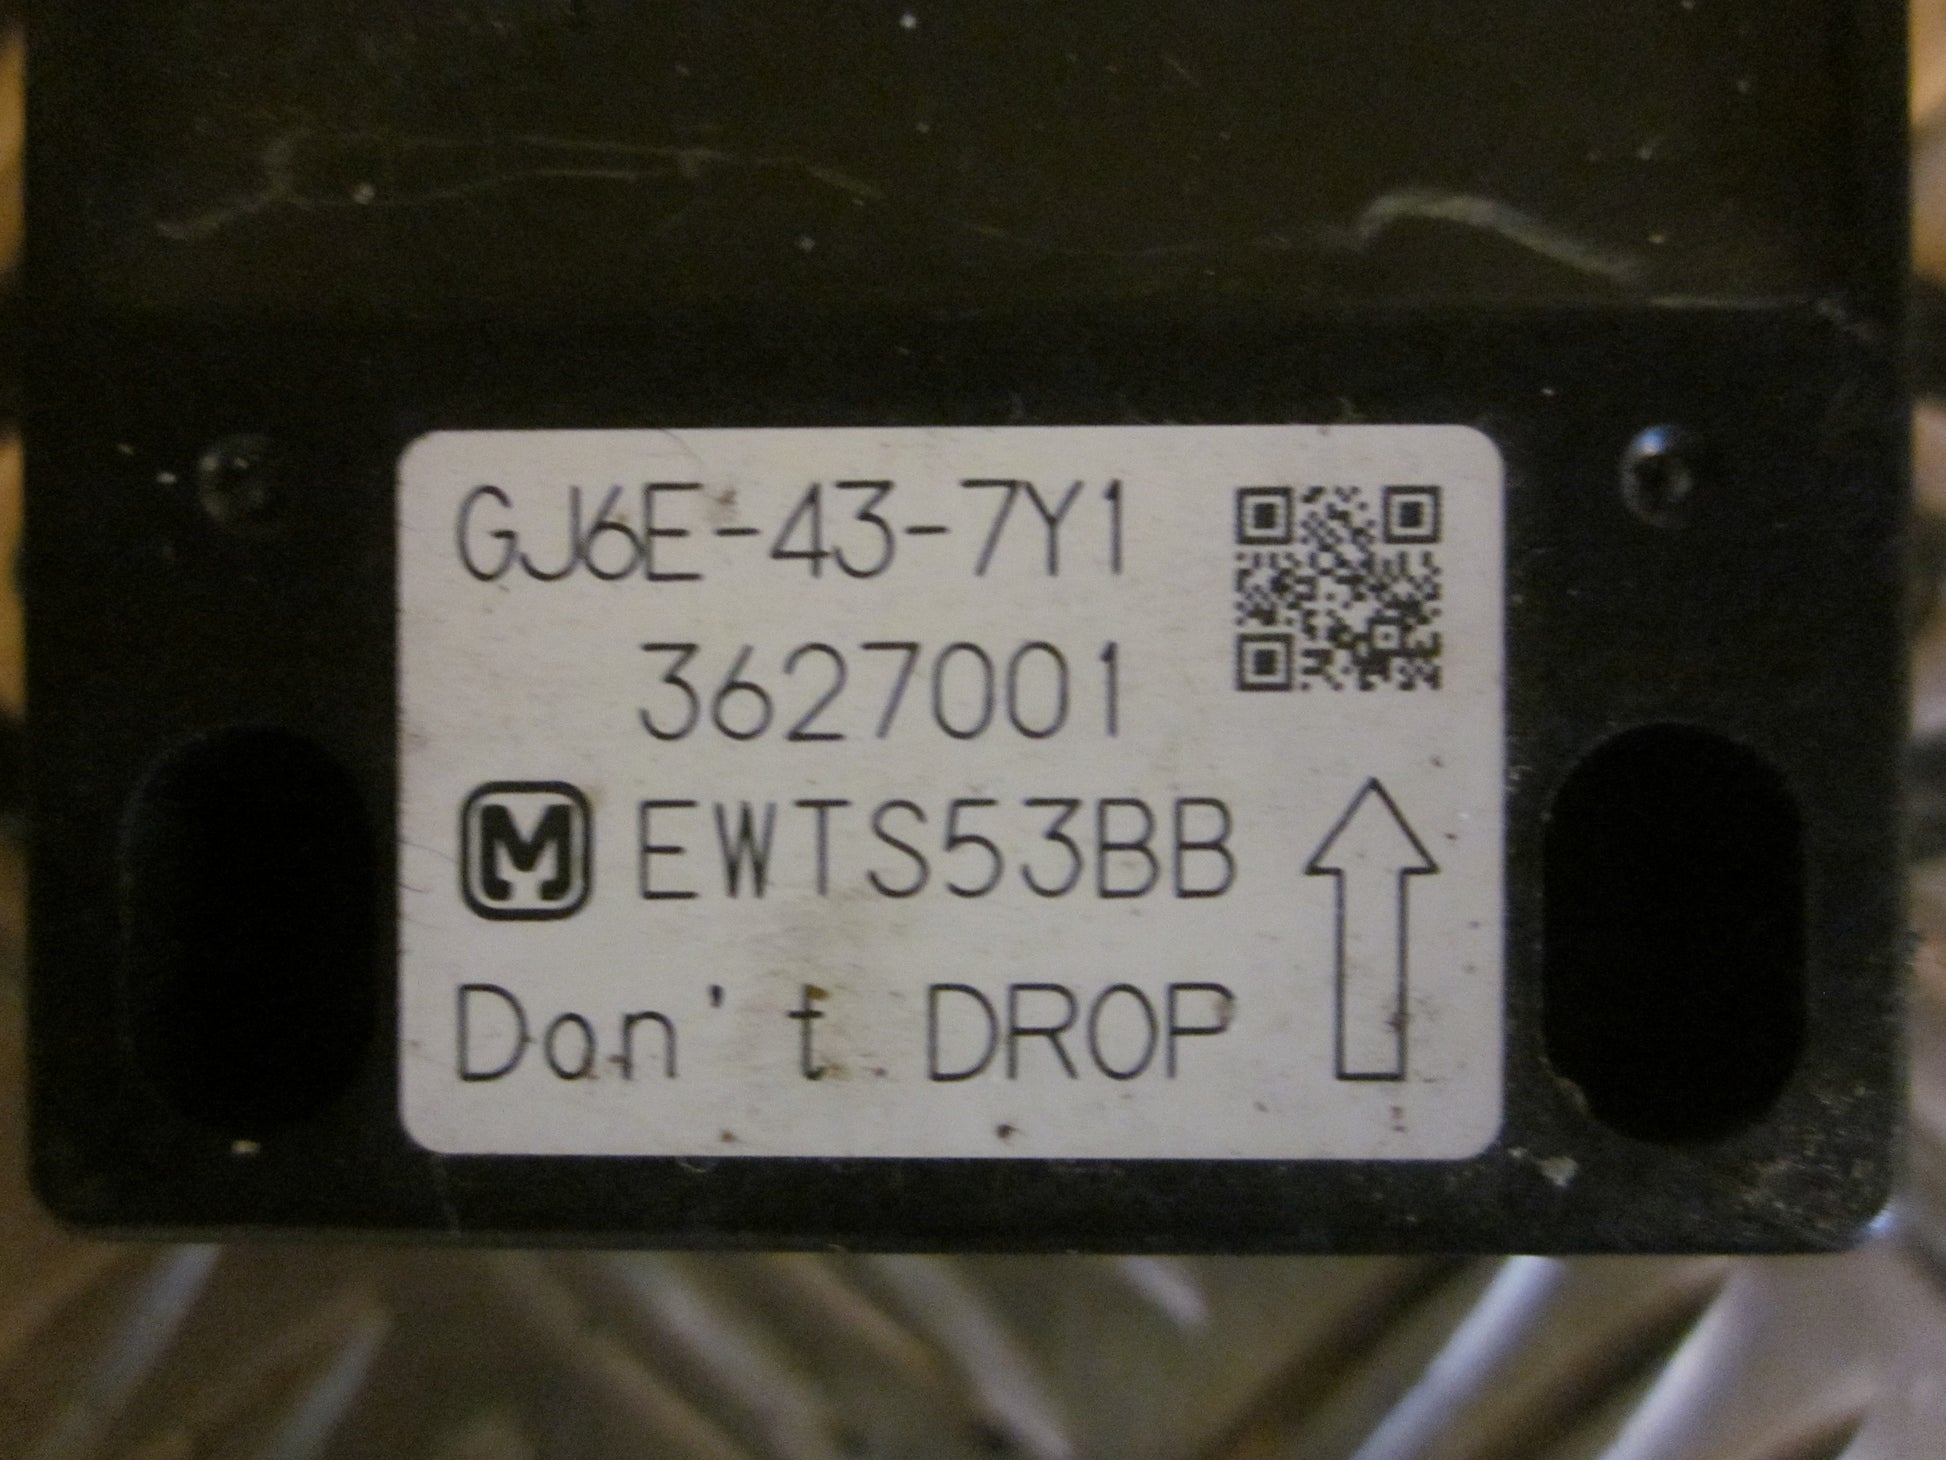 GJ6E-43-7Y1
3627001
M EWTS53BB
Don't DROP